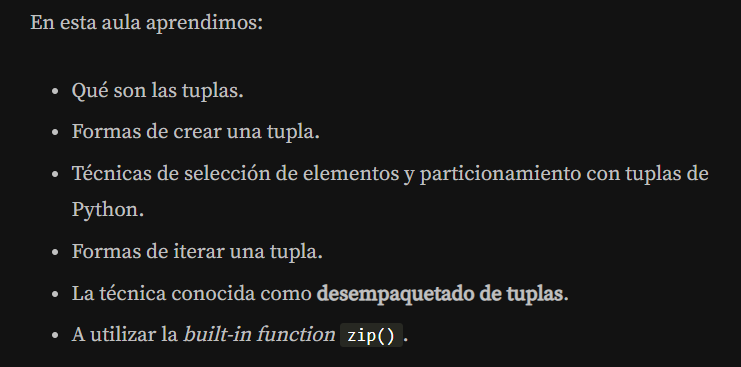 En esta aula aprendimos:
• Qué son las tuplas.
• Formas de crear una tupla.
• Técnicas de selección de elementos y particionamiento con tuplas de
Python.
• Formas de iterar una tupla.
• La técnica conocida como desempaquetado de tuplas.
• A utilizar la built-in function zip().